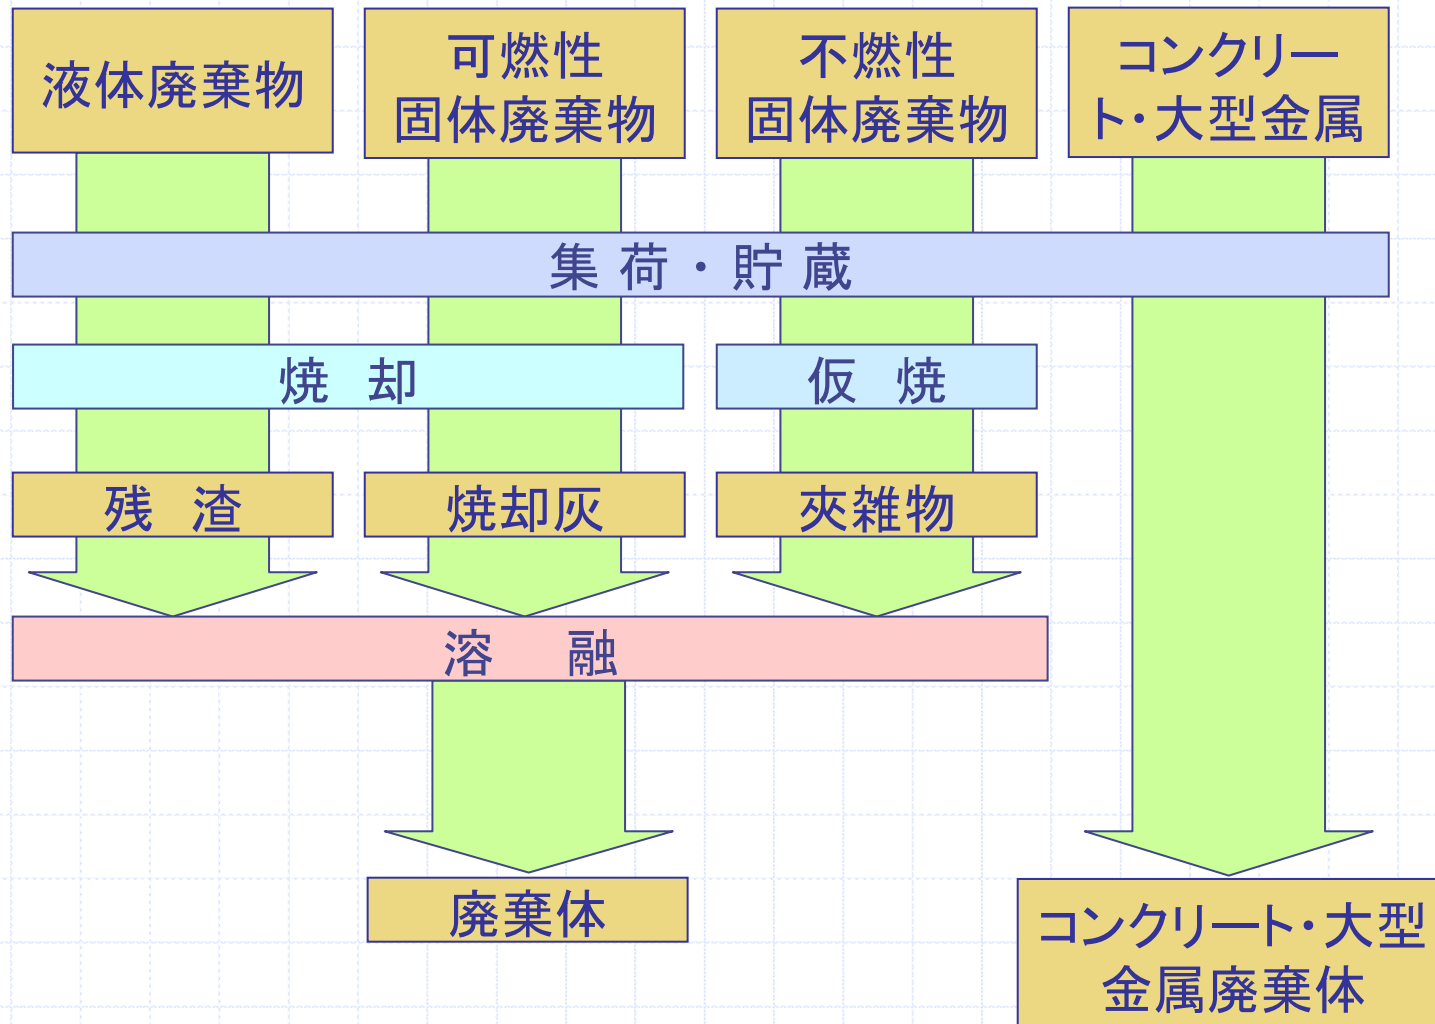 液体廃棄物
可燃性
固体廃棄物
不燃性
固体廃棄物
コンクリー
ト・大型金属
集荷・貯蔵
焼却
仮焼
残渣
焼却灰
夾雑物
溶融
廃棄体
コンクリート・大型
金属廃棄体